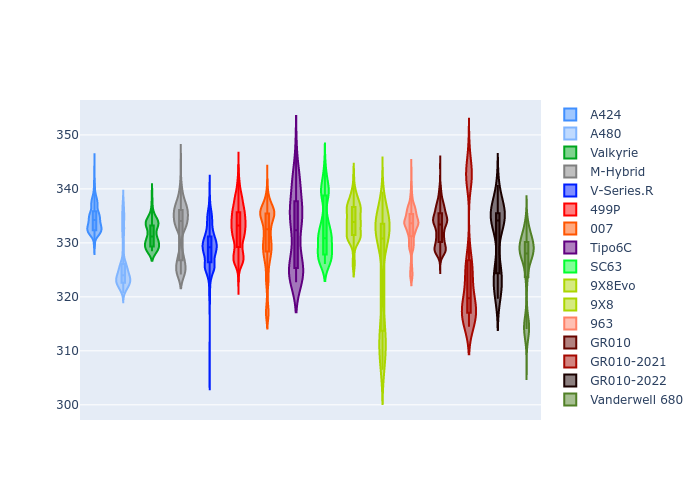 350
340
330
320
310
300
A424
A480
Valkyrie
M-Hybrid
V-Series.R
499P
007
Tipo6C
SC63
9X8Evo
9X8
963
GR010
GR010-2021
GR010-2022
Vanderwell 680